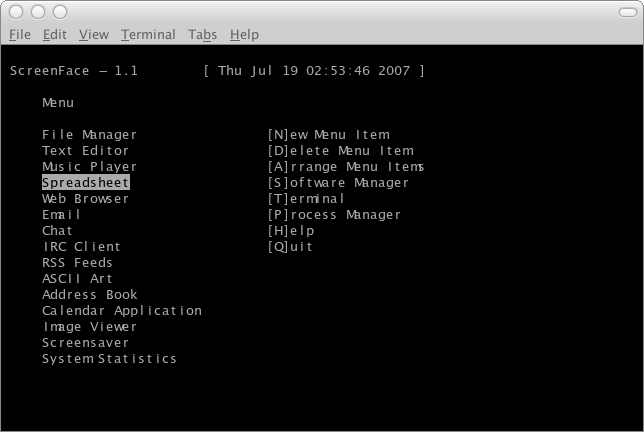 File Edit View Terminal Tabs Help
ScreenFace – 1.1 [ Thu Jul 19 02:53:46 2007 ]
Menu
File Manager [N]ew Menu Item
Text Editor [D]elete Menu Item
Music Player [A]rrange Menu Items
Spreadsheet [S]oftware Manager
Web Browser [T]erminal
Email [P]rocess Manager
Chat [H]elp
IRC Client [Q]uit
RSS Feeds
ASCII Art
Address Book
Calendar Application
Image Viewer
Screensaver
System Statistics